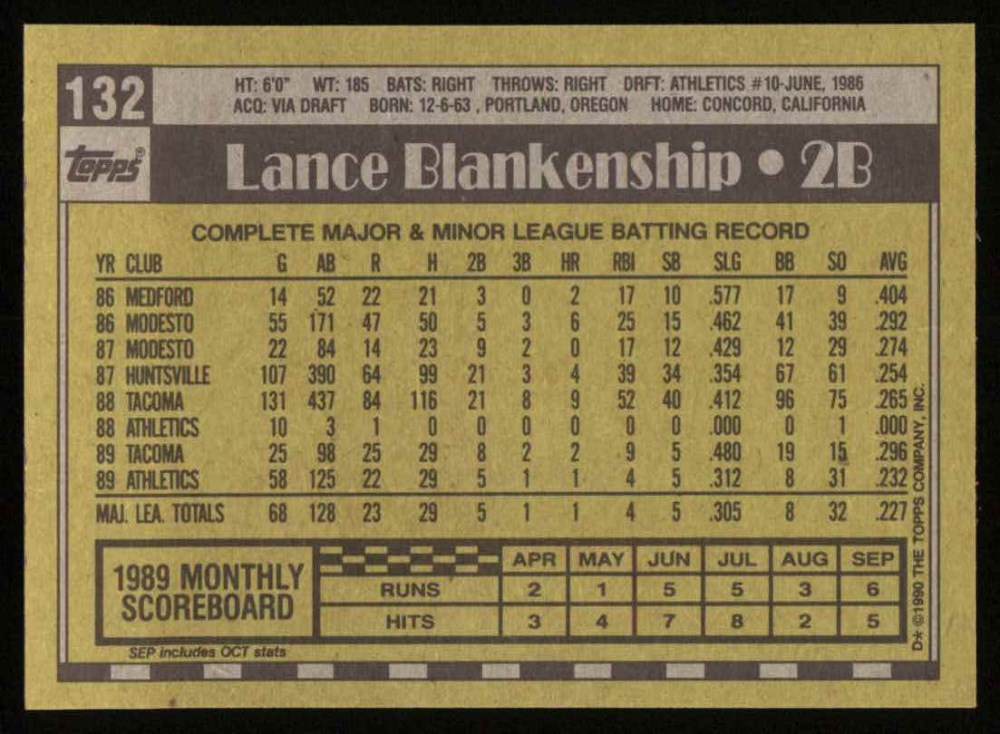 132
HT: 6'0" WT: 185 BATS: RIGHT THROWS: RIGHT DRFT: ATHLETICS #10-JUNE, 1986
ACQ: VIA DRAFT BORN: 12-6-63 , PORTLAND, OREGON HOME: CONCORD, CALIFORNIA
Topps®
Lance Blankenship • 2B
COMPLETE MAJOR & MINOR LEAGUE BATTING RECORD
YR CLUB G AB R H 2B 3B HR RBI SB SLG BB SO AVG
86 MEDFORD 14 52 22 21 3 0 2 17 10 .577 17 9 .404
86 MODESTO 55 171 47 50 5 3 6 25 15 .462 41 39 .292
87 MODESTO 22 84 14 23 9 2 0 17 12 .429 12 29 .274
87 HUNTSVILLE 107 390 64 99 21 3 4 39 34 .354 67 61 .254
88 TACOMA 131 437 84 116 21 8 9 52 40 .412 96 75 .265
88 ATHLETICS 10 3 1 0 0 0 0 0 0 .000 0 1 .000
89 TACOMA 25 98 25 29 8 2 2 9 5 .480 19 15 .296
89 ATHLETICS 58 125 22 29 5 1 1 4 5 .312 8 31 .232
MAJ. LEA. TOTALS 68 128 23 29 5 1 1 4 5 .305 8 32 .227
1989 MONTHLY
SCOREBOARD
APR MAY JUN JUL AUG SEP
RUNS 2 1 5 5 3 6
HITS 3 4 7 8 2 5
SEP includes OCT stats
D* ©1990 THE TOPPS COMPANY, INC.